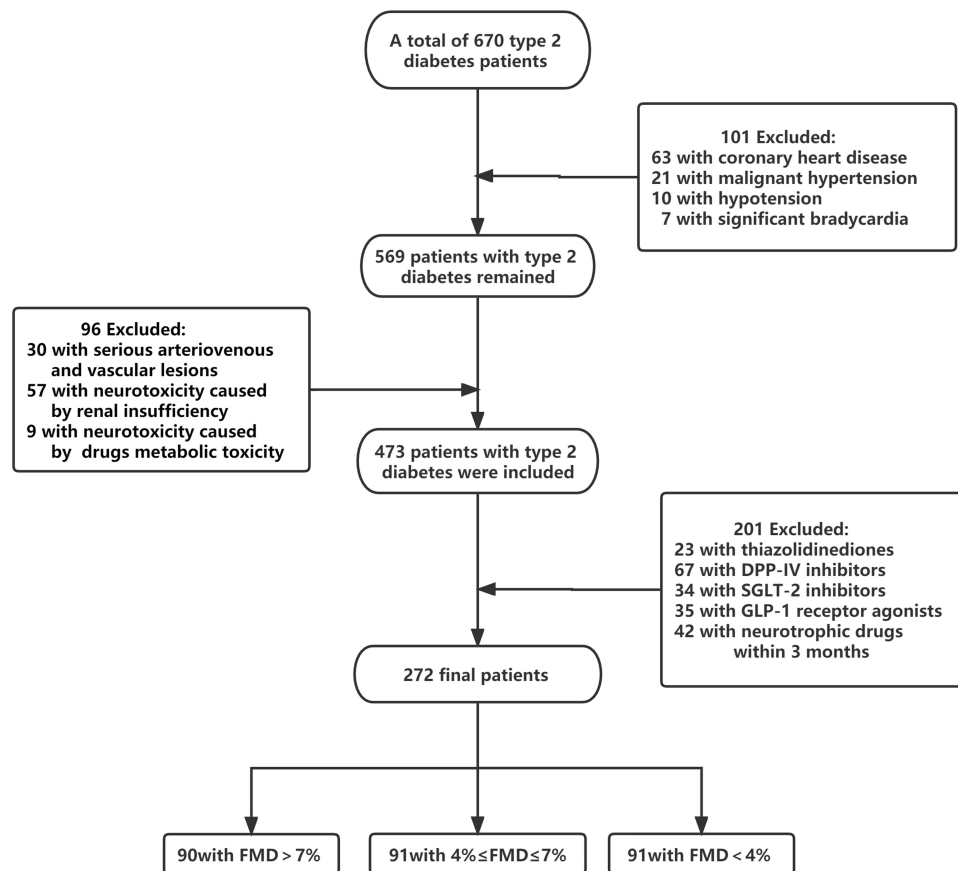 A total of 670 type 2
diabetes patients
101 Excluded:
63 with coronary heart disease
21 with malignant hypertension
10 with hypotension
7 with significant bradycardia
569 patients with type 2
diabetes remained
96 Excluded:
30 with serious arteriovenous
and vascular lesions
57 with neurotoxicity caused
by renal insufficiency
9 with neurotoxicity caused
by drugs metabolic toxicity
473 patients with type 2
diabetes were included
201 Excluded:
23 with thiazolidinediones
67 with DPP-IV inhibitors
34 with SGLT-2 inhibitors
35 with GLP-1 receptor agonists
42 with neurotrophic drugs
within 3 months
272 final patients
90with FMD > 7%
91with 4%≤FMD≤7%
91with FMD < 4%